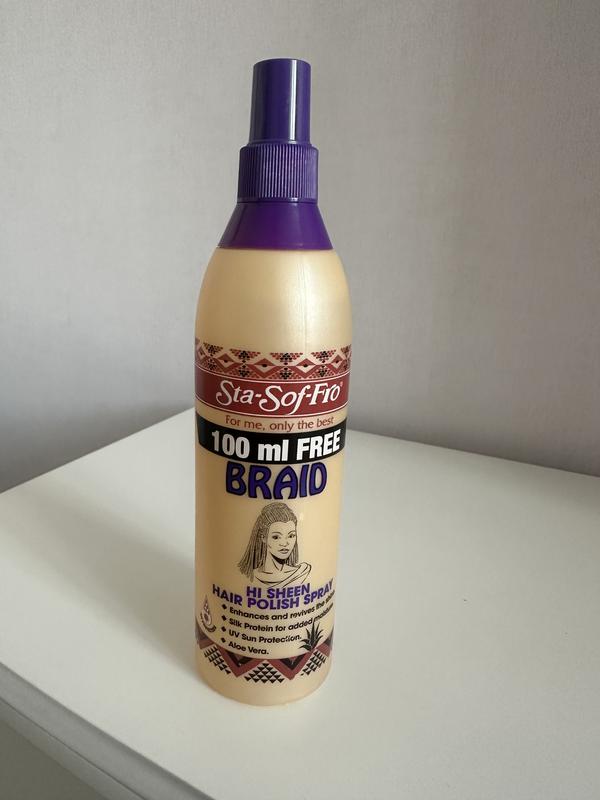 Sta-Sof-Fro®
For me, only the best
100 ml FREE
BRAID
HI SHEEN
HAIR POLISH SPRAY
◆ Enhances and revives the
◆ Silk Protein for added moisture.
◆ UV Sun Protection.
◆ Aloe Vera.